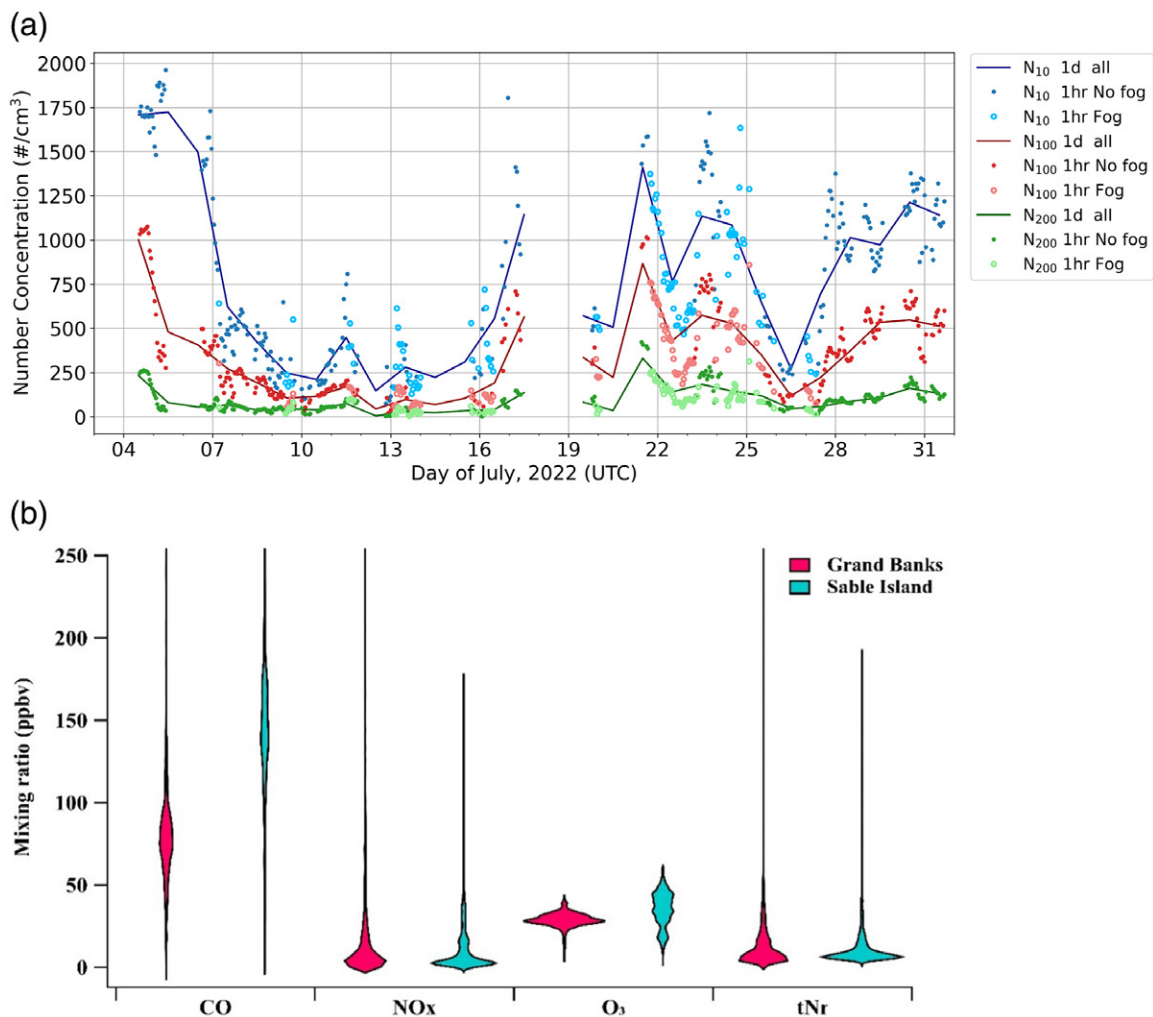 (a)
2000
1750
1500
1250
1000
750
500
250
0
Number Concentration (#/cm³)
04 07 10 13 16 19 22 25 28 31
Day of July, 2022 (UTC)
N₁₀ 1d all
N₁₀ 1hr No fog
N₁₀ 1hr Fog
N₁₀₀ 1d all
N₁₀₀ 1hr No fog
N₁₀₀ 1hr Fog
N₂₀₀ 1d all
N₂₀₀ 1hr No fog
N₂₀₀ 1hr Fog
(b)
250
200
150
100
50
0
Mixing ratio (ppbv)
Grand Banks
Sable Island
CO NOx O₃ tNr